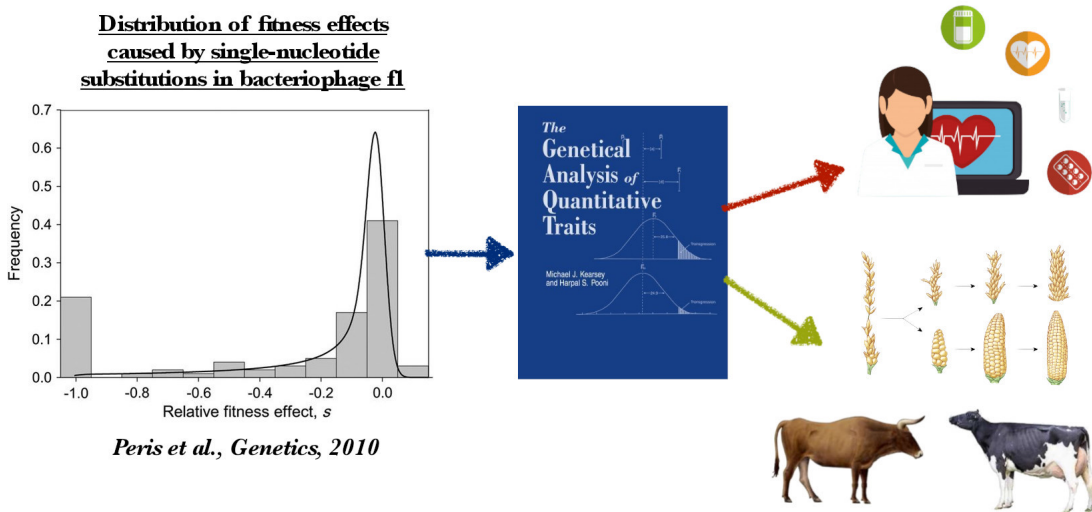 Distribution of fitness effects
caused by single-nucleotide
substitutions in bacteriophage f1
0.7
0.6
0.5
0.4
0.3
0.2
0.1
0.0
Frequency
-1.0 -0.8 -0.6 -0.4 -0.2 0.0
Relative fitness effect, s
Peris et al., Genetics, 2010
The
Genetical
Analysis of
Quantitative
Traits
Michael J. Kearsey
and Harpal S. Pooni
Transgression
Transgression